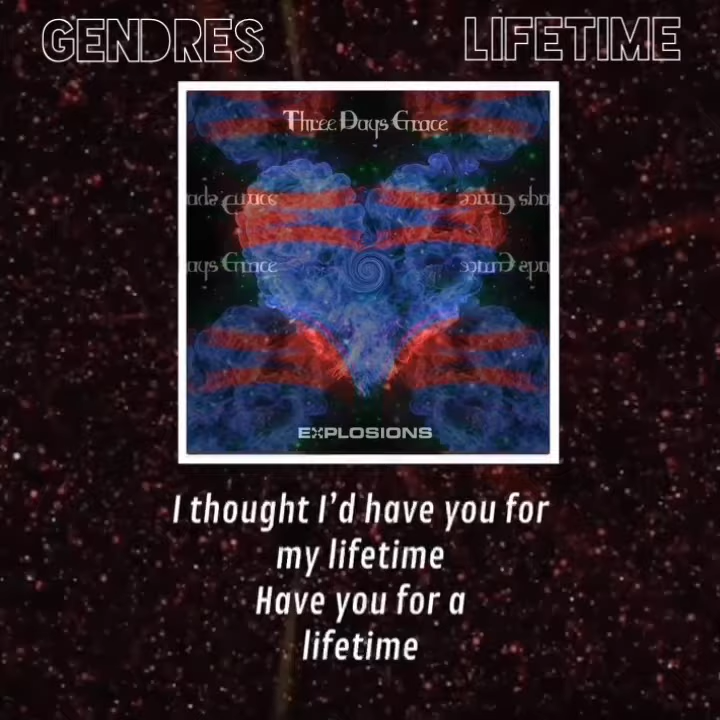 GENDRES LIFETIME
Three Days Grace
EXPLOSIONS
I thought I'd have you for
my lifetime
Have you for a
lifetime